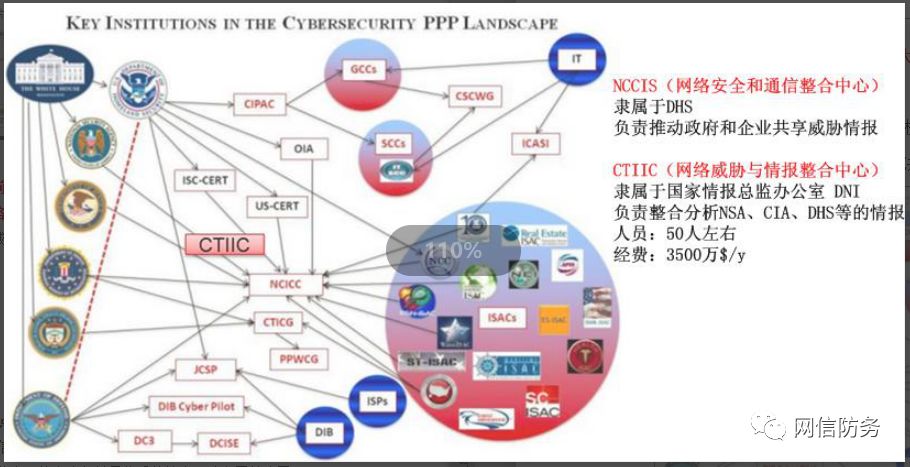 KEY INSTITUTIONS IN THE CYBERSECURITY PPP LANDSCAPE
THE WHITE HOUSE
GCCs
IT
CIPAC
CSCWG
SCCs
IT SCC
ICASI
OIA
ISC-CERT
US-CERT
CTIIC
110%
Real Estate
ISAC
NCC
NCICC
ISAC
ISACs
ES-ISAC
CTICG
PPWCG
ST-ISAC
ISAC
JCSP
ISPs
DIB Cyber Pilot
SC
ISAC
DIB
DC3
DCISE
NCCIS（网络安全和通信整合中心）
隶属于DHS
负责推动政府和企业共享威胁情报
CTIIC（网络威胁与情报整合中心）
隶属于国家情报总监办公室 DNI
负责整合分析NSA、CIA、DHS等的情报
人员：50人左右
经费：3500万$/y
网信防务